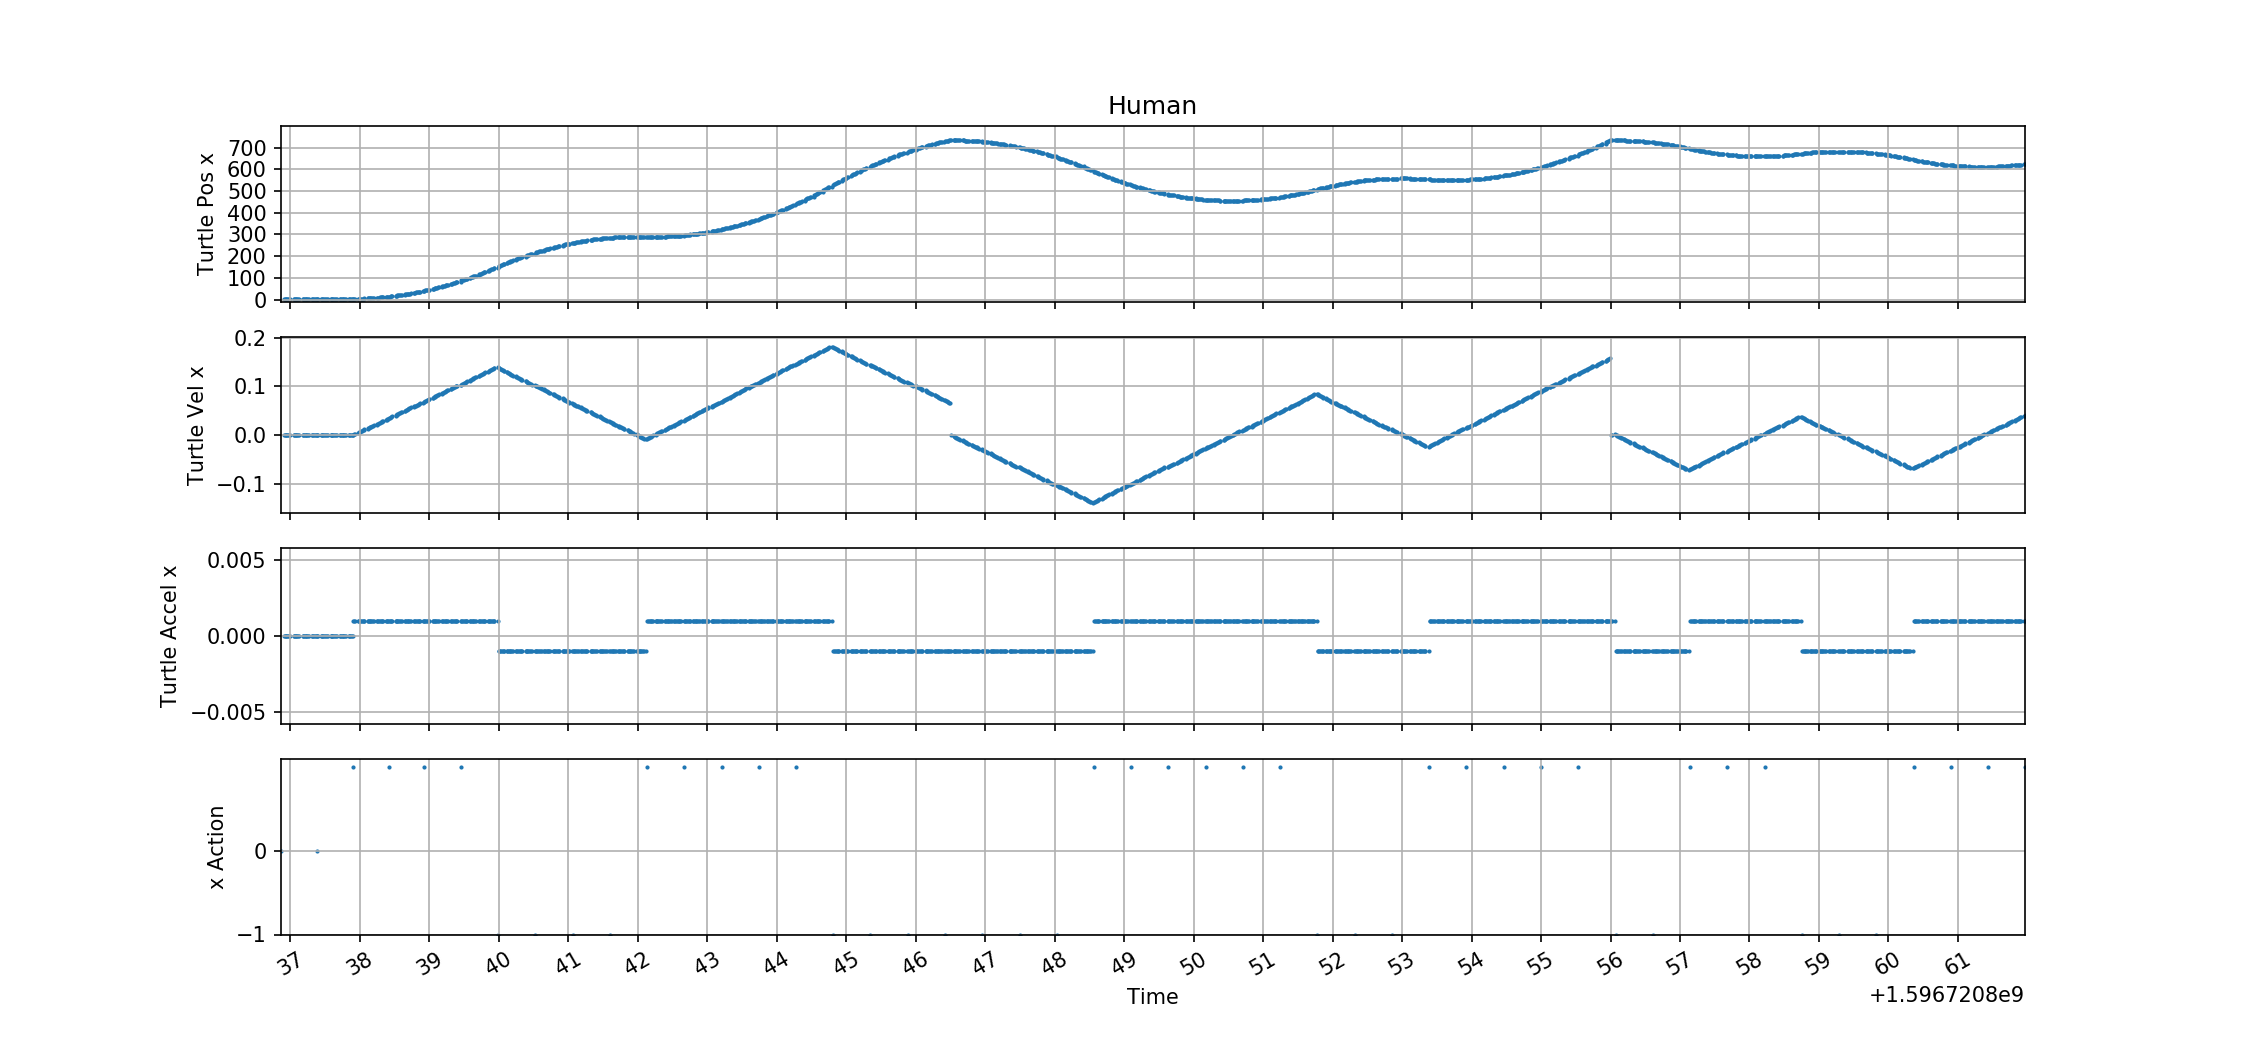 Human
Turtle Pos x
700
600
500
400
300
200
100
0
Turtle Vel x
0.2
0.1
0.0
−0.1
Turtle Accel x
0.005
0.000
−0.005
x Action
0
−1
37 38 39 40 41 42 43 44 45 46 47 48 49 50 51 52 53 54 55 56 57 58 59 60 61
Time
+1.5967208e9